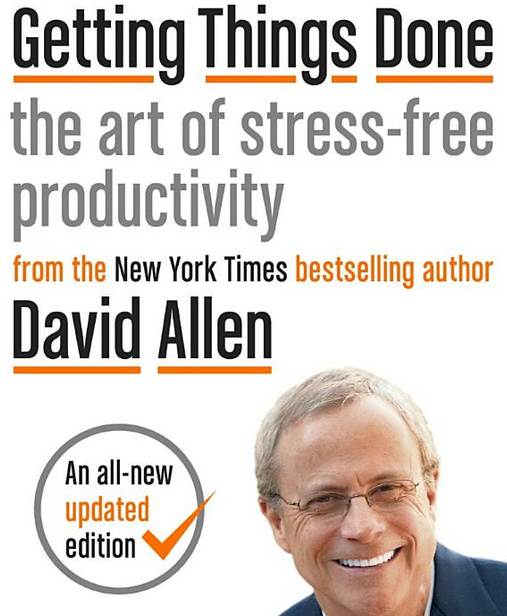 Getting Things Done
the art of stress-free
productivity
from the New York Times bestselling author
David Allen
An all-new
updated
edition